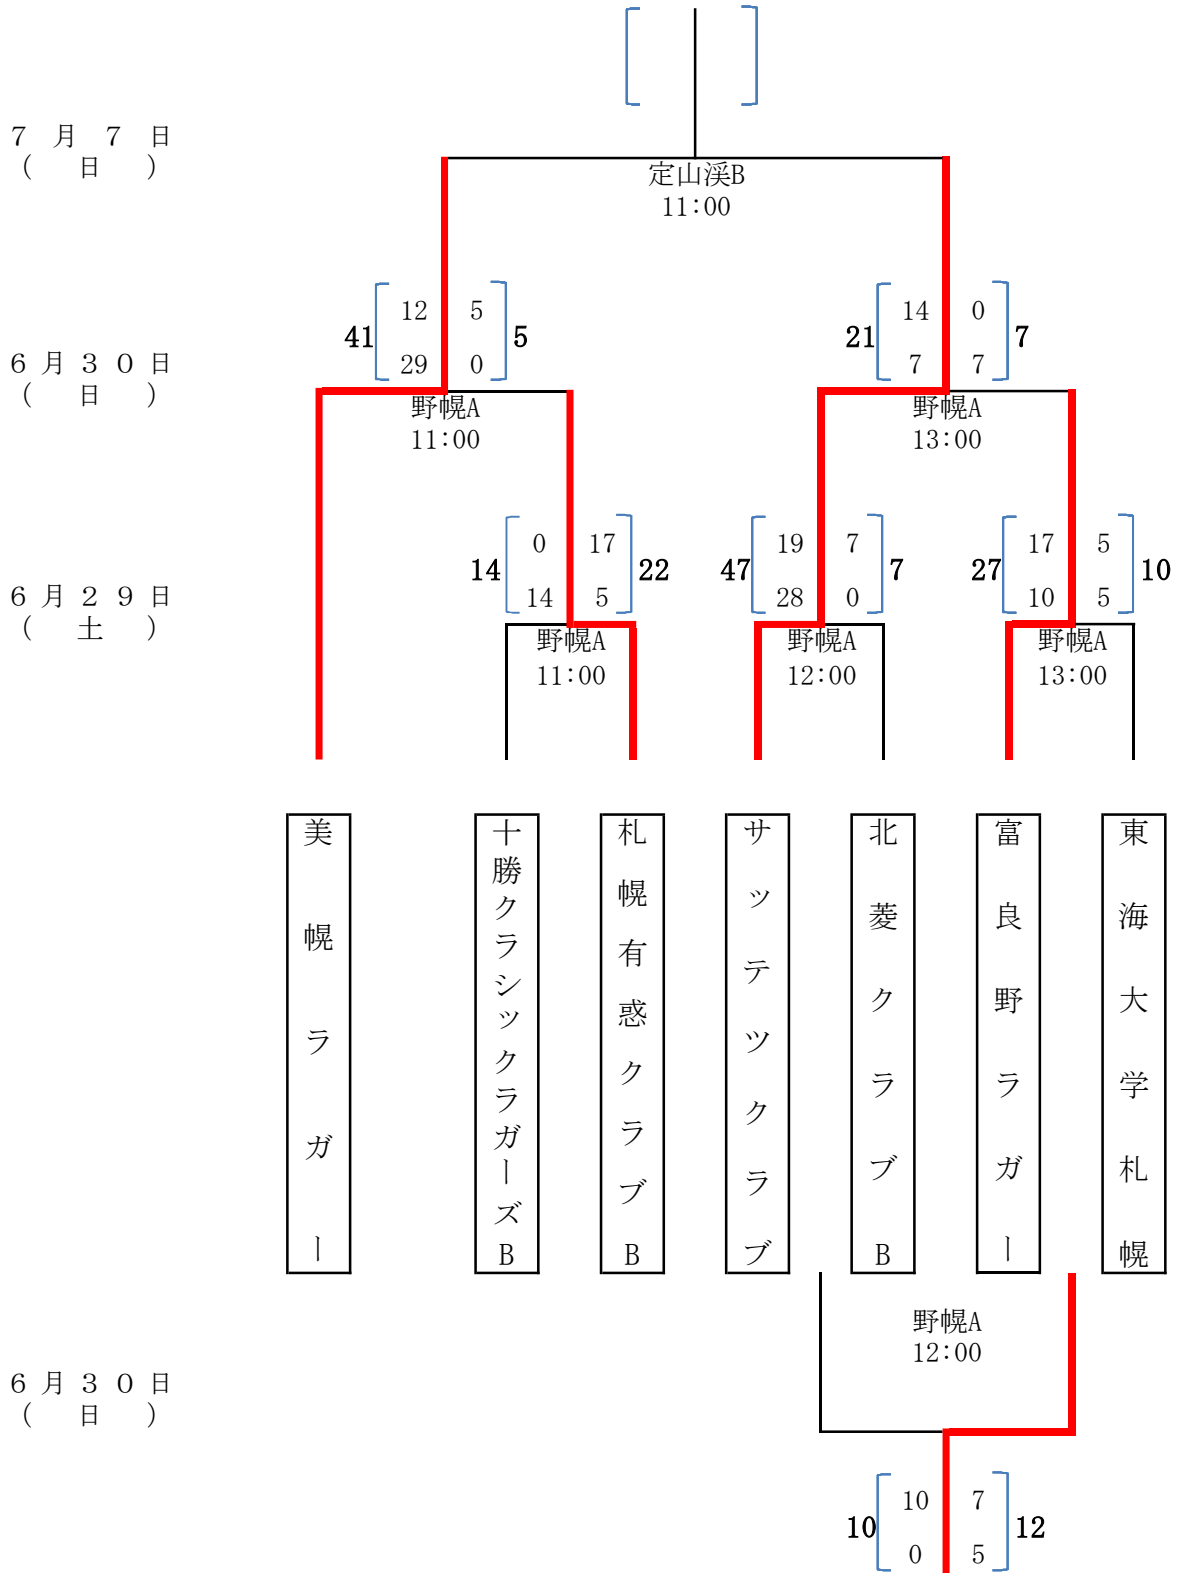 7月7日
(日)
定山渓B
11:00
41 12 5 5
29 0
21 14 0 7
7 7
6月30日
(日)
野幌A
11:00
野幌A
13:00
14 0 17 22
14 5
47 19 7 7
28 0
27 17 5 10
10 5
6月29日
(土)
野幌A
11:00
野幌A
12:00
野幌A
13:00
美幌ラガー
十勝クラシックラガーズB
札幌有惑クラブB
サッテツクラブ
北菱クラブB
富良野ラガー
東海大学札幌
野幌A
12:00
6月30日
(日)
10 10 7 12
0 5